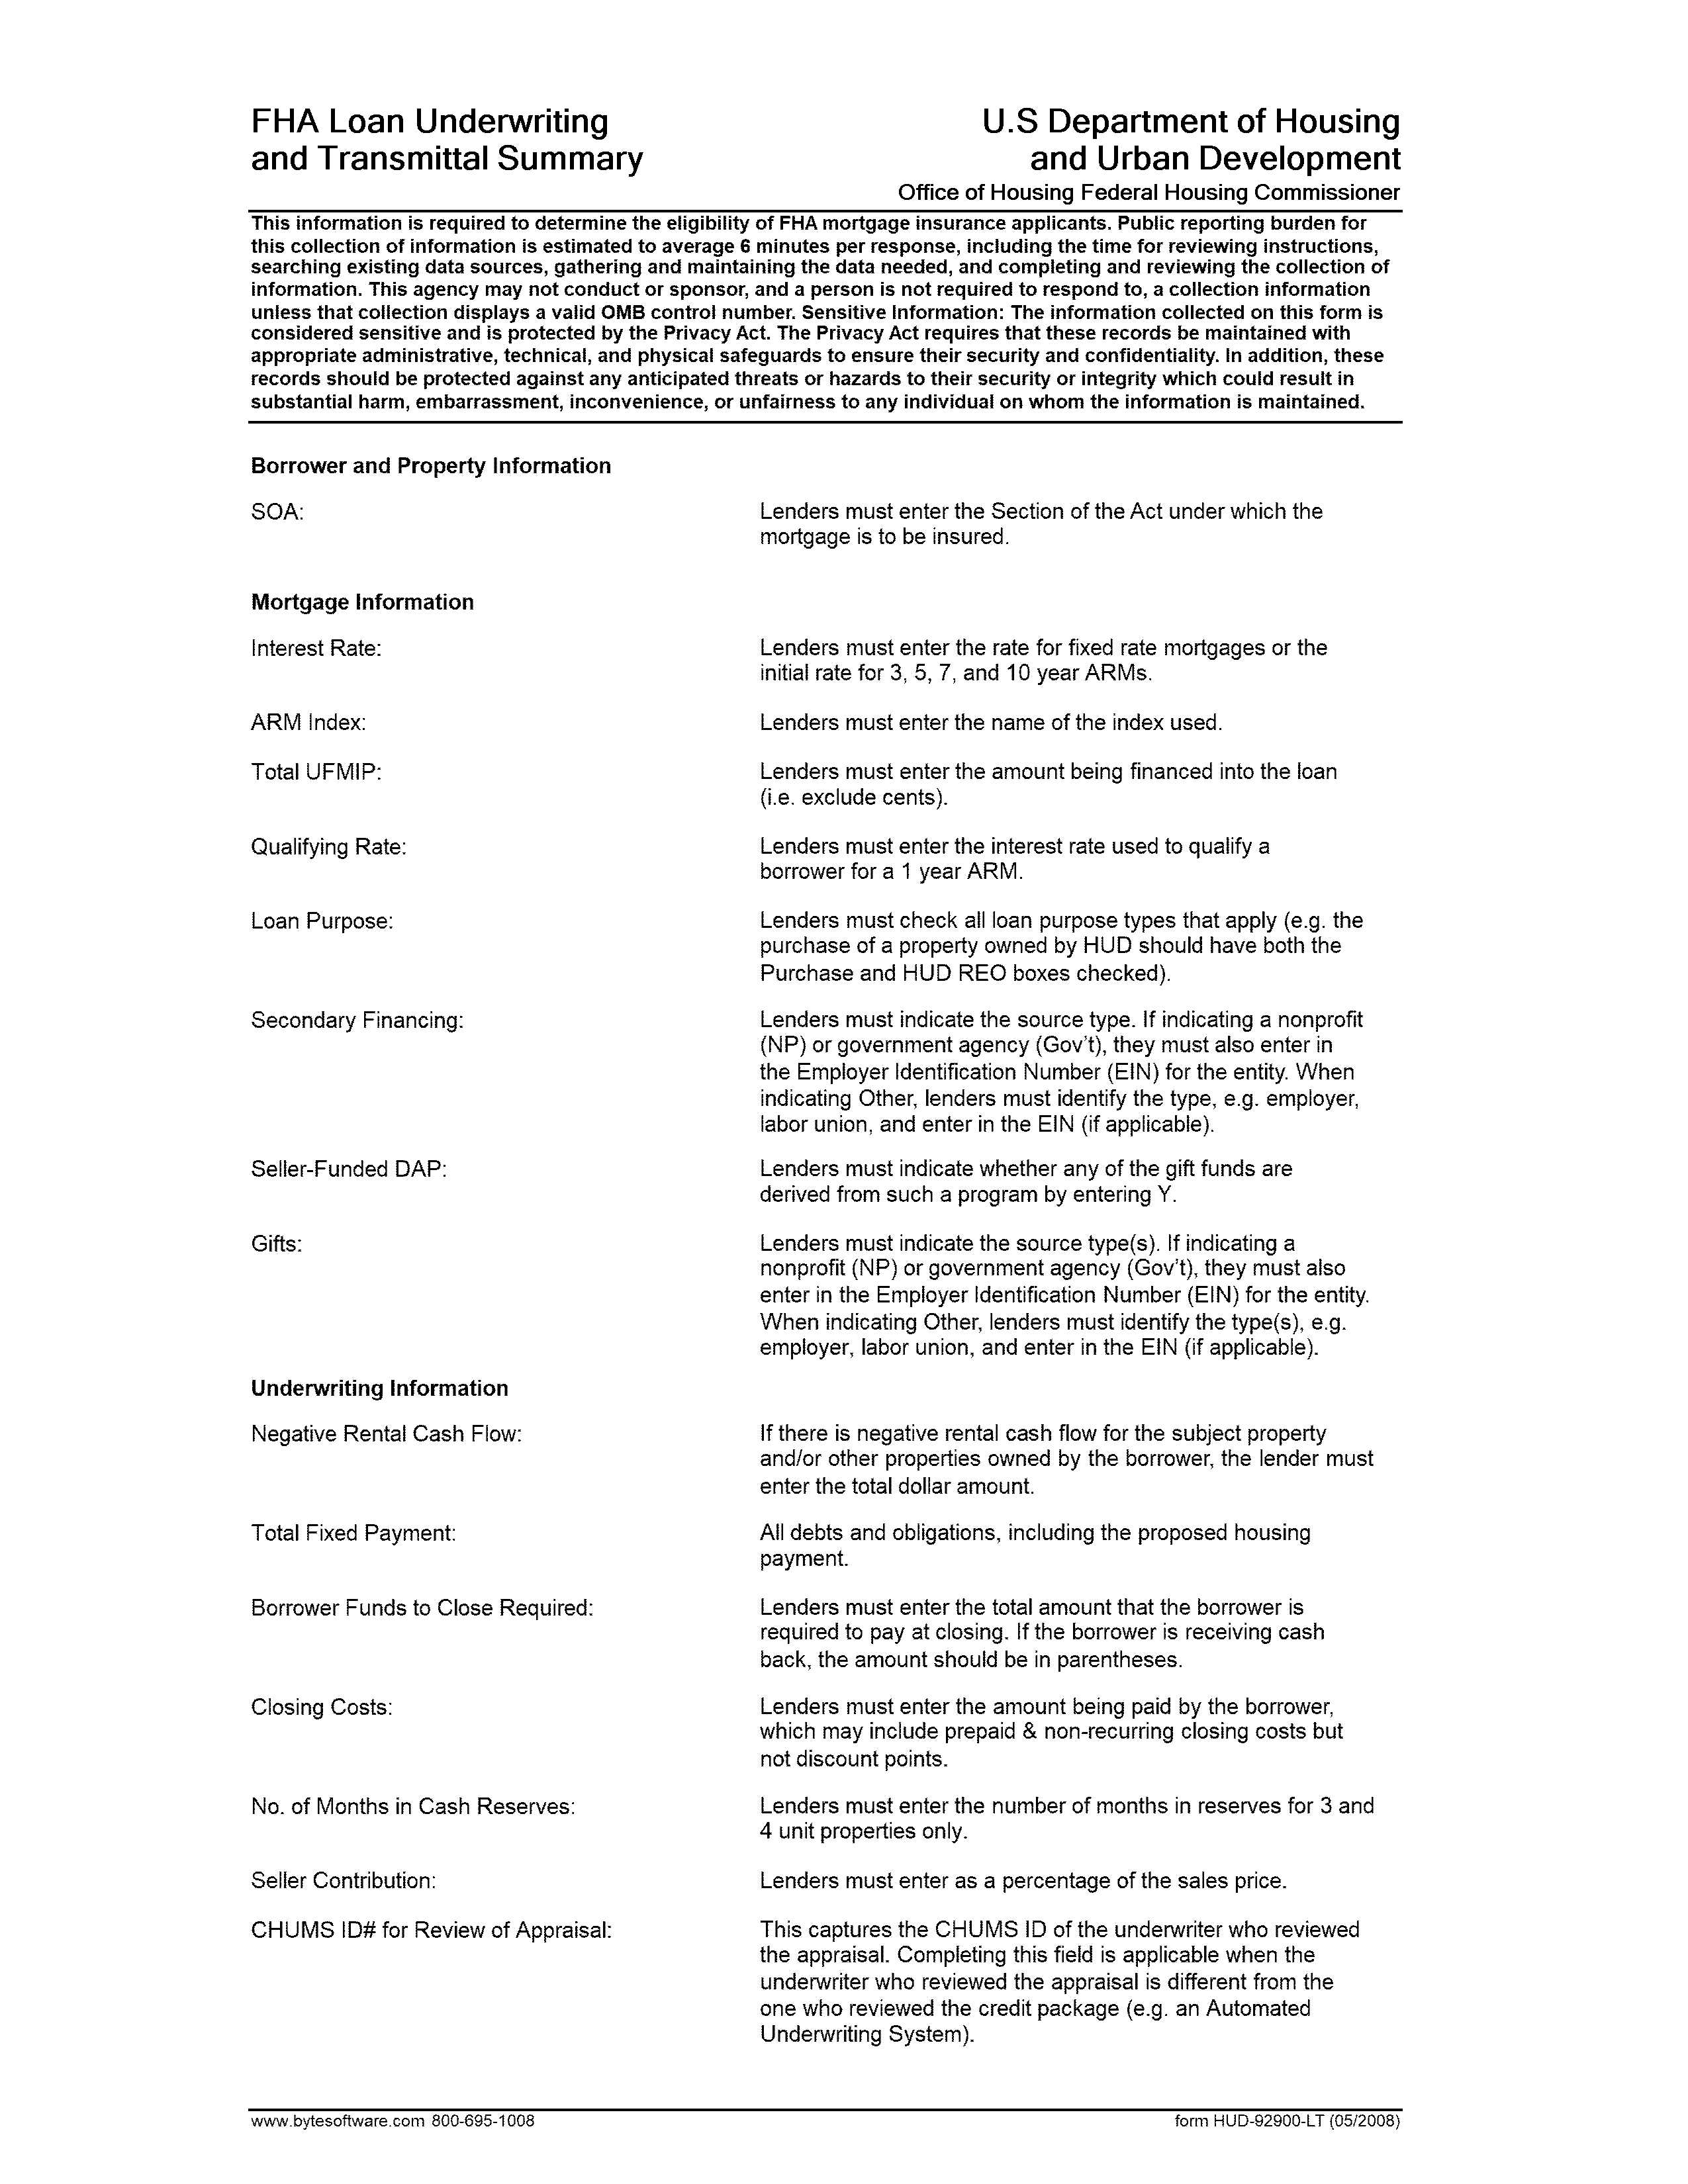 FHA Loan Underwriting
and Transmittal Summary
U.S Department of Housing
and Urban Development
Office of Housing Federal Housing Commissioner
This information is required to determine the eligibility of FHA mortgage insurance applicants. Public reporting burden for
this collection of information is estimated to average 6 minutes per response, including the time for reviewing instructions,
searching existing data sources, gathering and maintaining the data needed, and completing and reviewing the collection of
information. This agency may not conduct or sponsor, and a person is not required to respond to, a collection information
unless that collection displays a valid OMB control number. Sensitive Information: The information collected on this form is
considered sensitive and is protected by the Privacy Act. The Privacy Act requires that these records be maintained with
appropriate administrative, technical, and physical safeguards to ensure their security and confidentiality. In addition, these
records should be protected against any anticipated threats or hazards to their security or integrity which could result in
substantial harm, embarrassment, inconvenience, or unfairness to any individual on whom the information is maintained.
Borrower and Property Information
SOA:
Lenders must enter the Section of the Act under which the
mortgage is to be insured.
Mortgage Information
Interest Rate:
Lenders must enter the rate for fixed rate mortgages or the
initial rate for 3, 5, 7, and 10 year ARMs.
ARM Index:
Lenders must enter the name of the index used.
Total UFMIP:
Lenders must enter the amount being financed into the loan
(i.e. exclude cents).
Qualifying Rate:
Lenders must enter the interest rate used to qualify a
borrower for a 1 year ARM.
Loan Purpose:
Lenders must check all loan purpose types that apply (e.g. the
purchase of a property owned by HUD should have both the
Purchase and HUD REO boxes checked).
Secondary Financing:
Lenders must indicate the source type. If indicating a nonprofit
(NP) or government agency (Gov't), they must also enter in
the Employer Identification Number (EIN) for the entity. When
indicating Other, lenders must identify the type, e.g. employer,
labor union, and enter in the EIN (if applicable).
Seller-Funded DAP:
Lenders must indicate whether any of the gift funds are
derived from such a program by entering Y.
Gifts:
Lenders must indicate the source type(s). If indicating a
nonprofit (NP) or government agency (Gov't), they must also
enter in the Employer Identification Number (EIN) for the entity.
When indicating Other, lenders must identify the type(s), e.g.
employer, labor union, and enter in the EIN (if applicable).
Underwriting Information
Negative Rental Cash Flow:
If there is negative rental cash flow for the subject property
and/or other properties owned by the borrower, the lender must
enter the total dollar amount.
Total Fixed Payment:
All debts and obligations, including the proposed housing
payment.
Borrower Funds to Close Required:
Lenders must enter the total amount that the borrower is
required to pay at closing. If the borrower is receiving cash
back, the amount should be in parentheses.
Closing Costs:
Lenders must enter the amount being paid by the borrower,
which may include prepaid & non-recurring closing costs but
not discount points.
No. of Months in Cash Reserves:
Lenders must enter the number of months in reserves for 3 and
4 unit properties only.
Seller Contribution:
Lenders must enter as a percentage of the sales price.
CHUMS ID# for Review of Appraisal:
This captures the CHUMS ID of the underwriter who reviewed
the appraisal. Completing this field is applicable when the
underwriter who reviewed the appraisal is different from the
one who reviewed the credit package (e.g. an Automated
Underwriting System).
www.bytesoftware.com 800-695-1008
form HUD-92900-LT (05/2008)